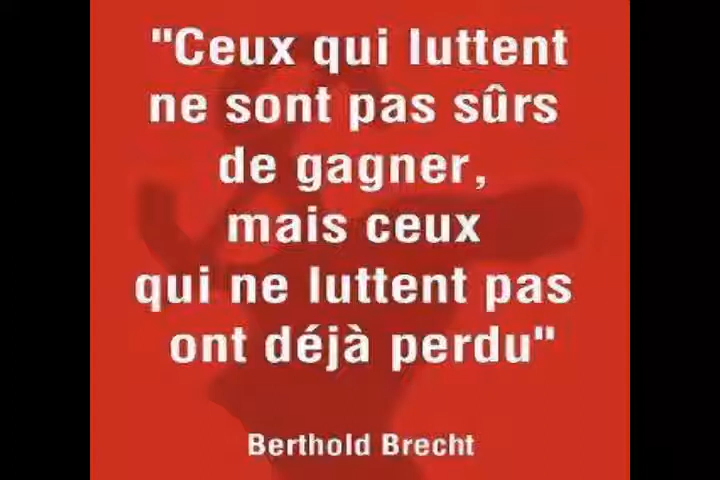 "Ceux qui luttent
ne sont pas sûrs
de gagner,
mais ceux
qui ne luttent pas
ont déjà perdu"
Berthold Brecht